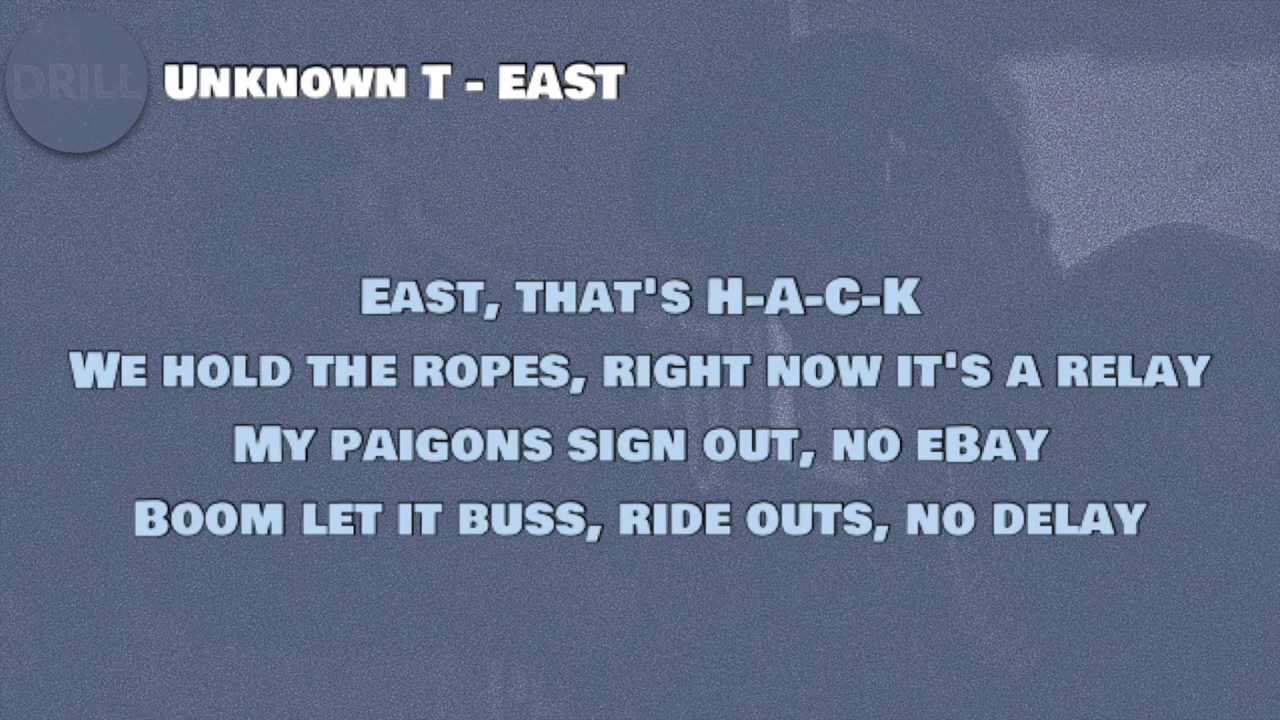 DRILL
Unknown T - EAST
East, that's H-A-C-K
We hold the ropes, right now it's a relay
My paigons sign out, no eBay
Boom let it buss, ride outs, no delay